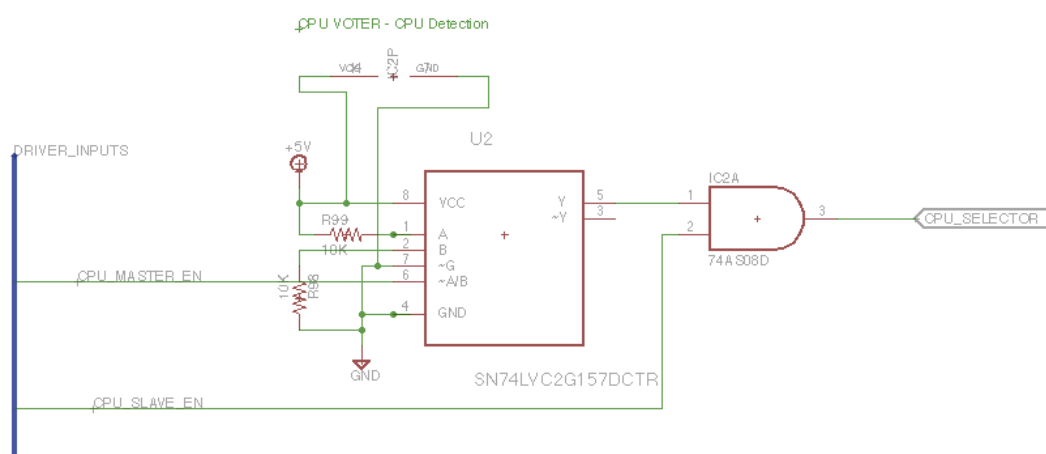 CPU VOTER - CPU Detection
IC2P
GND
DRIVER_INPUTS
+5V
U2
IC2A
8 VCC
Y 5
1
~Y 3
R99
10K
1 A
2 B
7 ~G
6 ~A/B
4 GND
2
3
74AS08D
CPU_SELECTOR
CPU_MASTER_EN
10K
R98
GND
SN74LVC2G157DCTR
CPU_SLAVE_EN